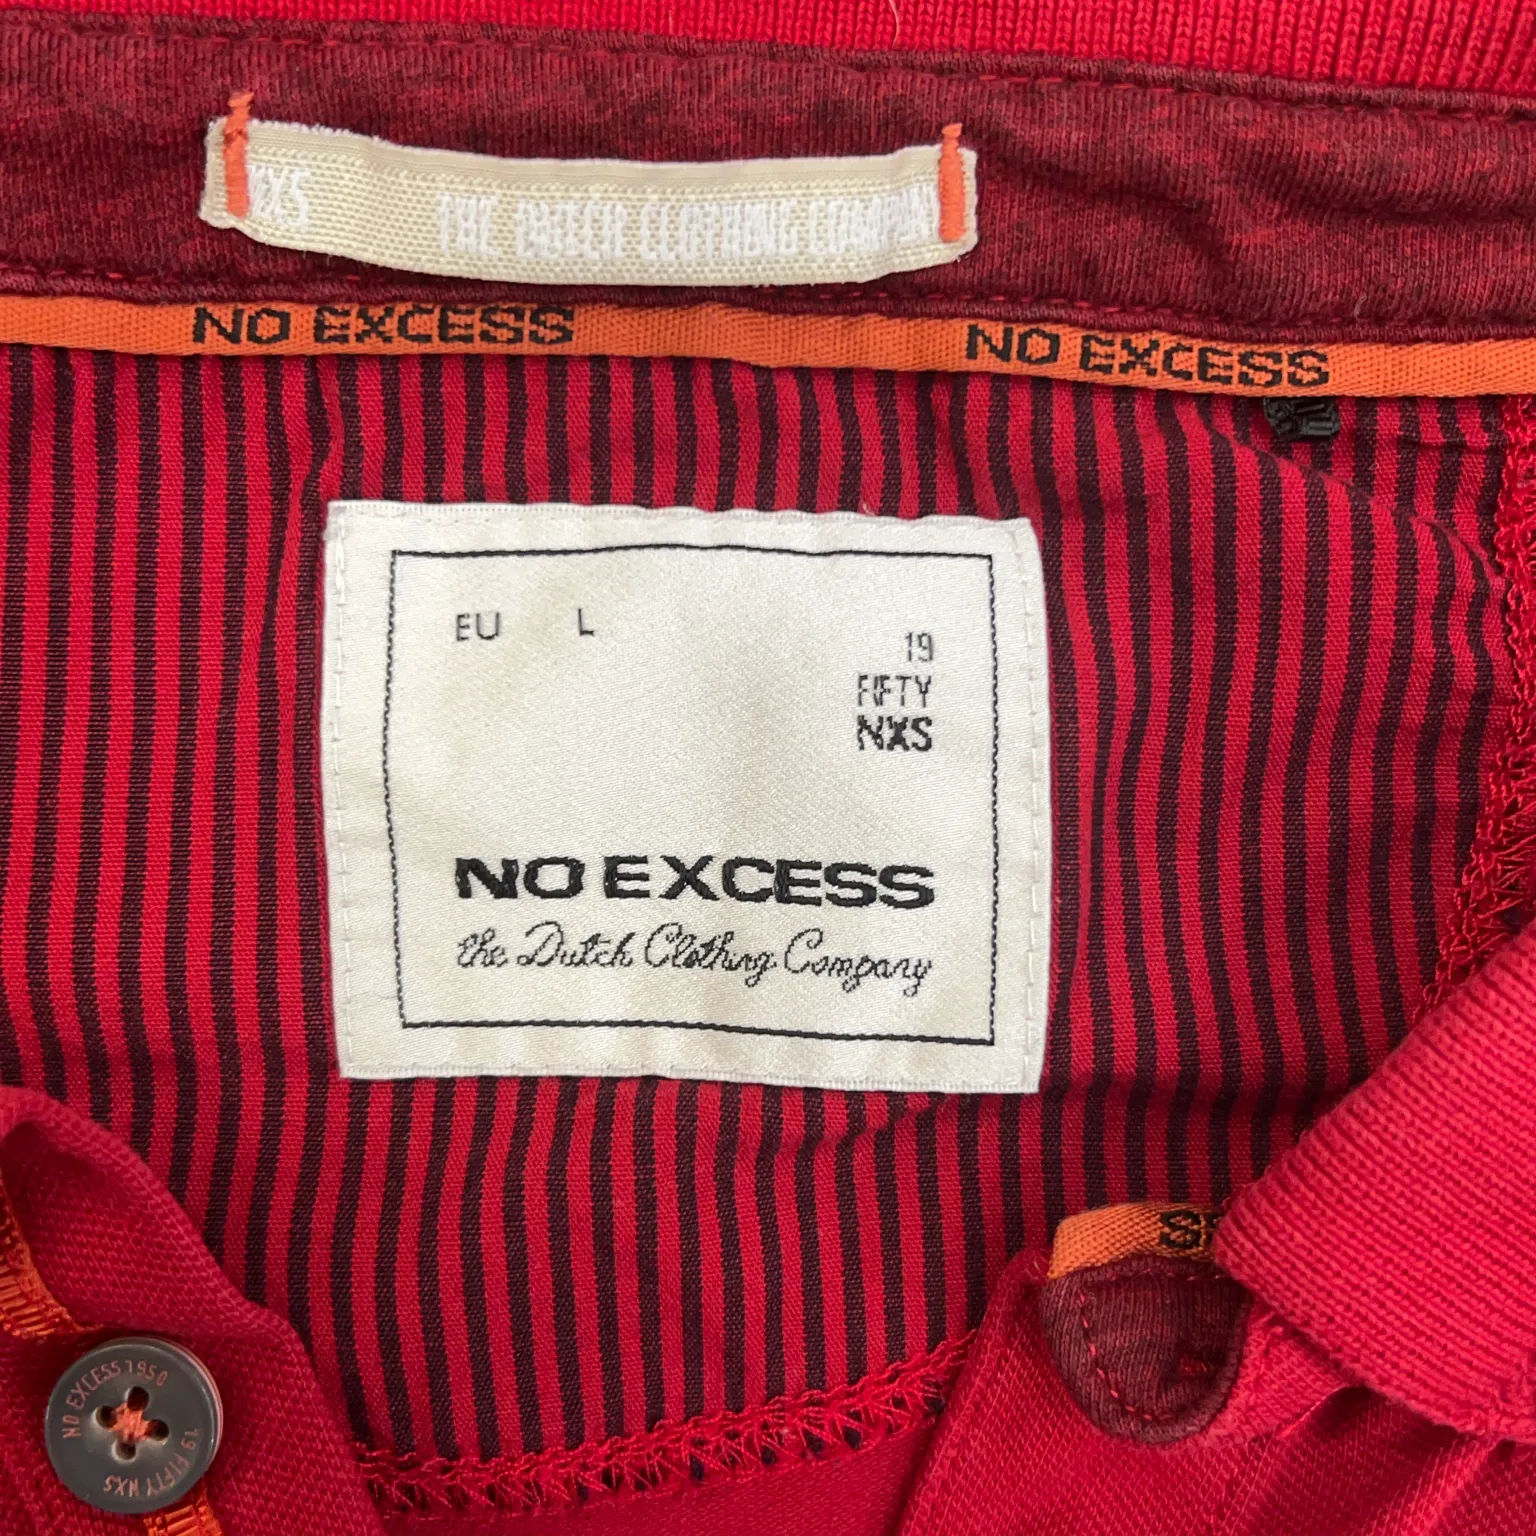 NXS THE DUTCH CLOTHING COMPANY
NO EXCESS NO EXCESS
EU L
19
FIFTY
NXS
NO EXCESS
the Dutch Clothing Company
SS
NO EXCESS 1950
19 FIFTY NXS